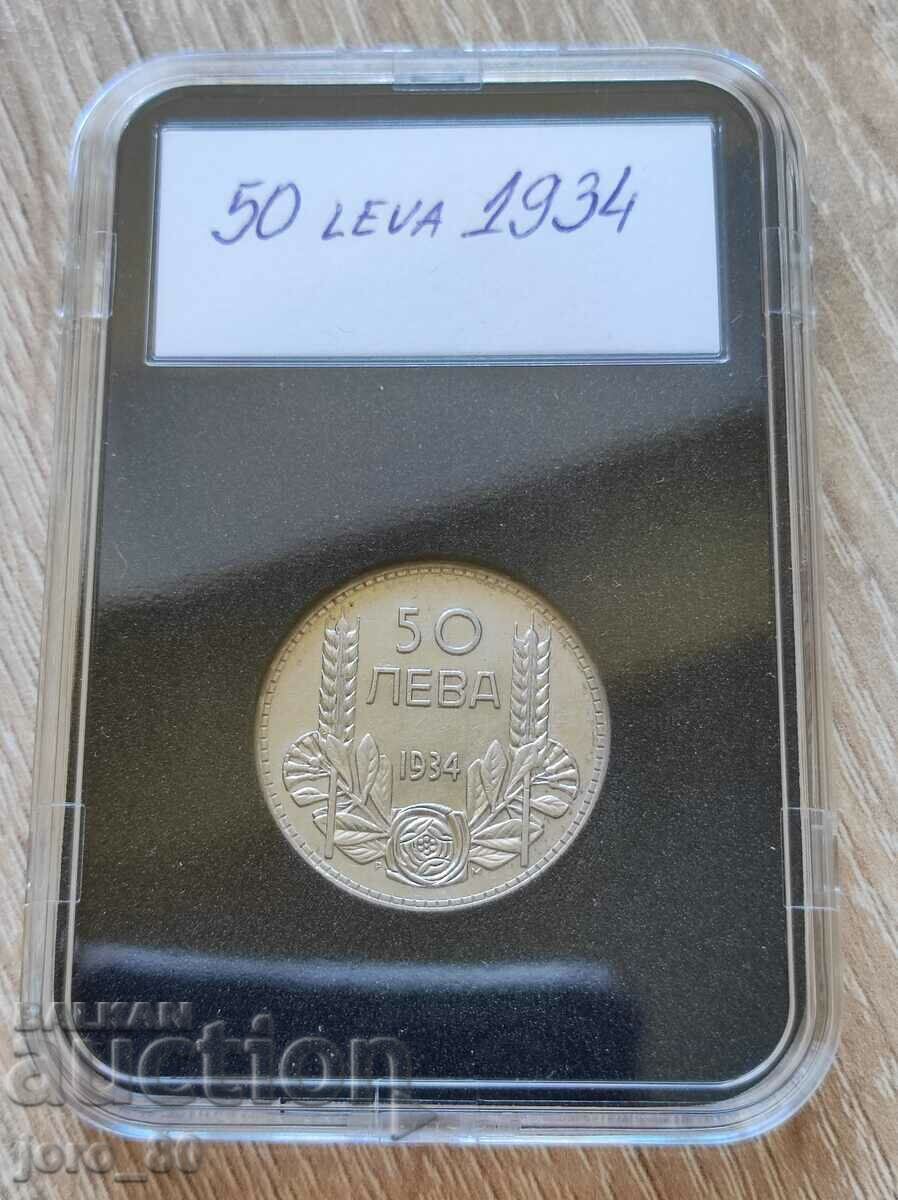 50 LEVA 1934
50
ЛЕВА
1934
BALKAN
auction
joro_80